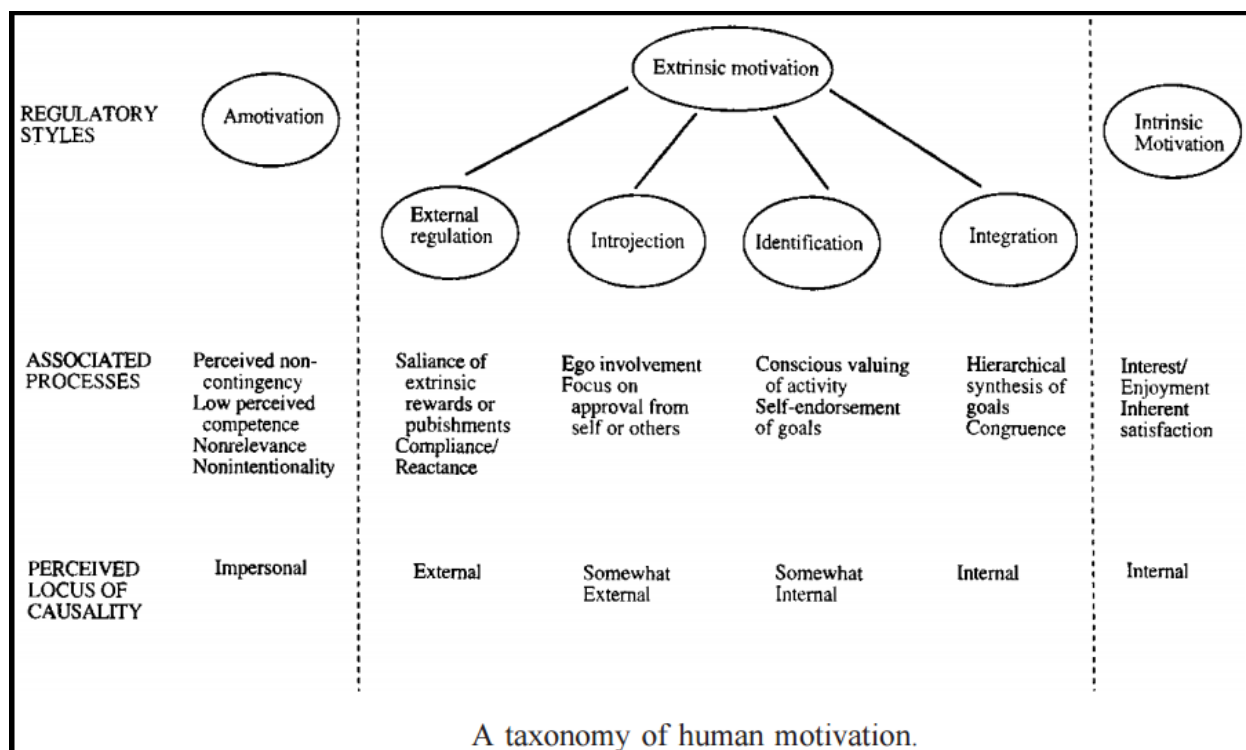 Extrinsic motivation
REGULATORY
STYLES
Amotivation
Intrinsic
Motivation
External
regulation
Introjection
Identification
Integration
ASSOCIATED
PROCESSES
Perceived non-
contingency
Low perceived
competence
Nonrelevance
Nonintentionality
Saliance of
extrinsic
rewards or
pubishments
Compliance/
Reactance
Ego involvement
Focus on
approval from
self or others
Conscious valuing
of activity
Self-endorsement
of goals
Hierarchical
synthesis of
goals
Congruence
Interest/
Enjoyment
Inherent
satisfaction
PERCEIVED
LOCUS OF
CAUSALITY
Impersonal
External
Somewhat
External
Somewhat
Internal
Internal
Internal
A taxonomy of human motivation.